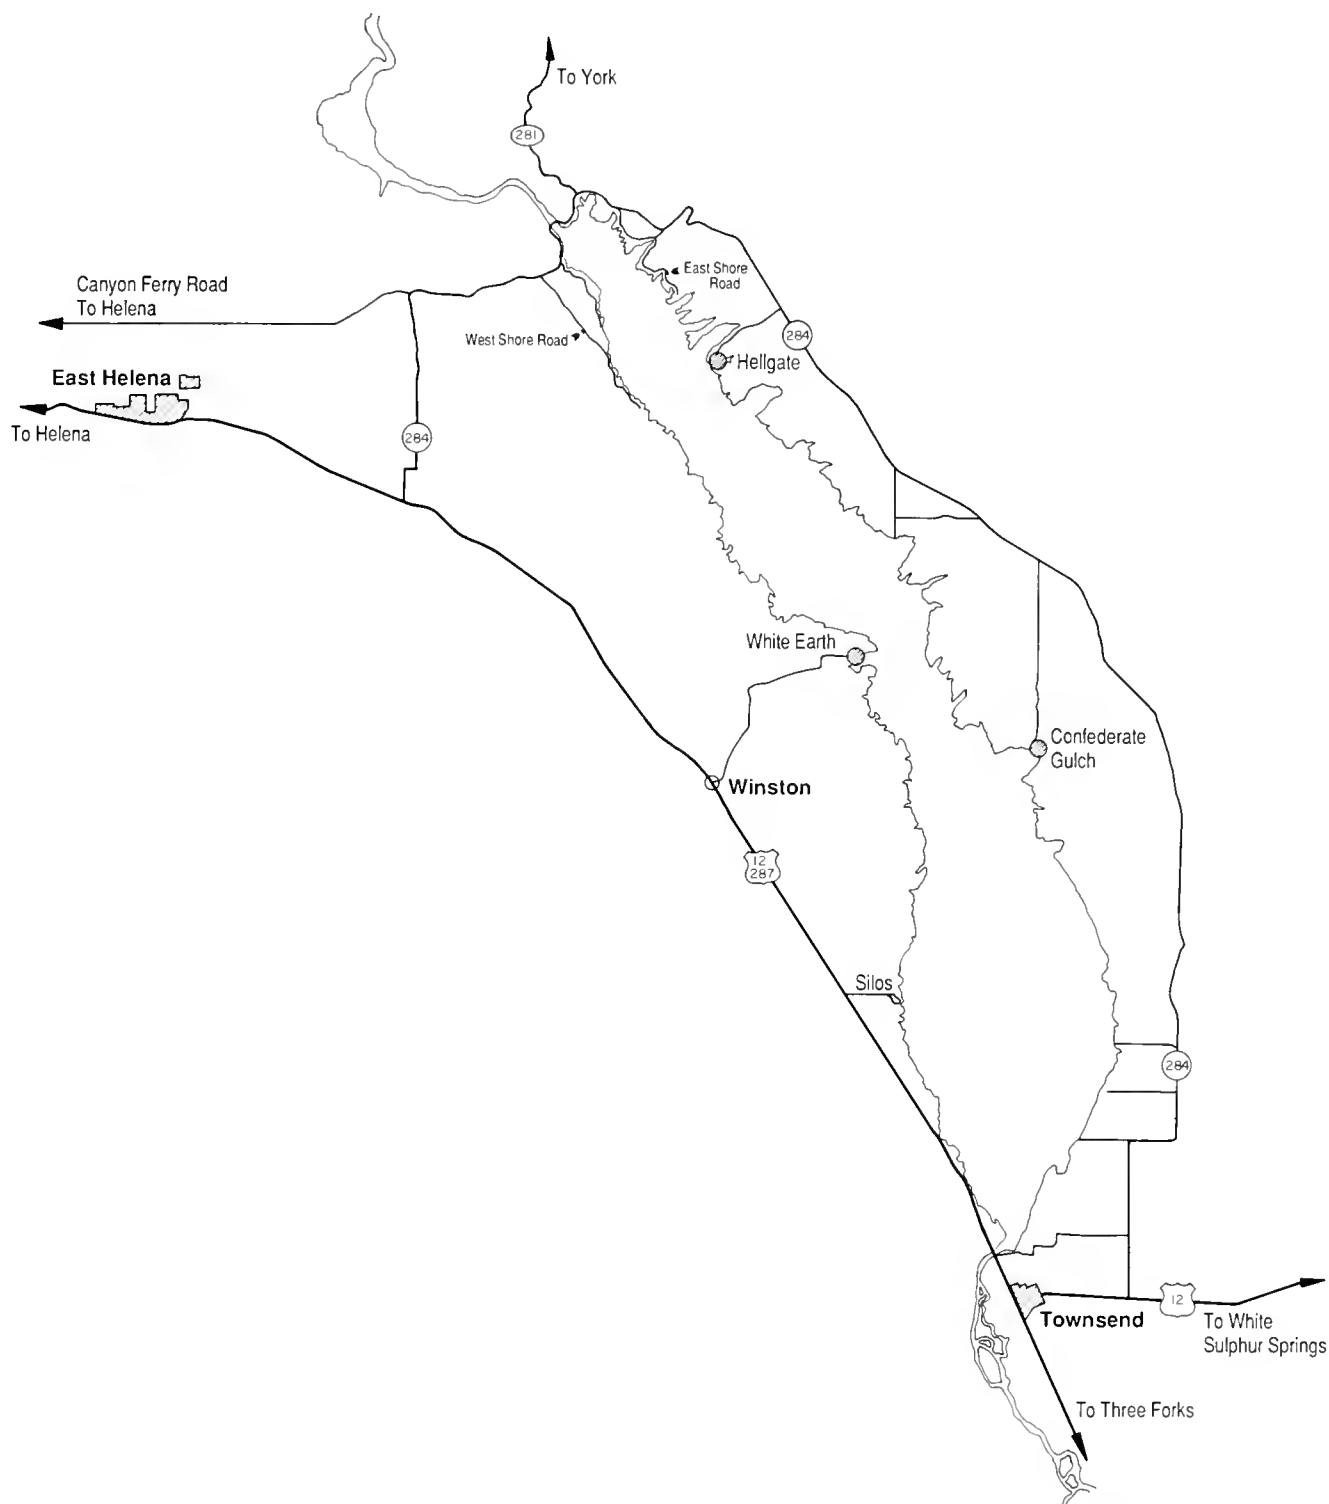 To York
281
Canyon Ferry Road
To Helena
East Shore
Road
West Shore Road
284
Hellgate
East Helena
To Helena
284
White Earth
Confederate
Gulch
Winston
12
287
Silos
284
12
Townsend
To White
Sulphur Springs
To Three Forks